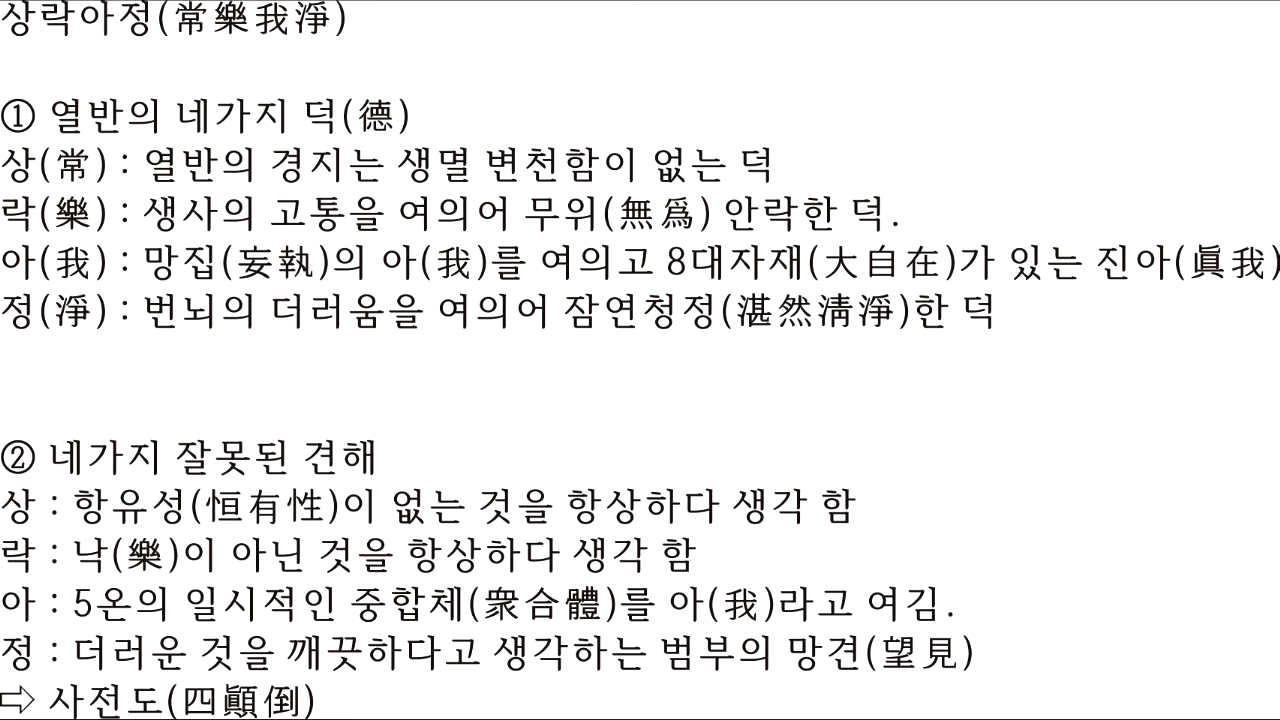 상락아정(常樂我淨)
① 열반의 네가지 덕(德)
상(常) : 열반의 경지는 생멸 변천함이 없는 덕
락(樂) : 생사의 고통을 여의어 무위(無爲) 안락한 덕.
아(我) : 망집(妄執)의 아(我)를 여의고 8대자재(大自在)가 있는 진아(眞我)
정(淨) : 번뇌의 더러움을 여의어 잠연청정(湛然淸淨)한 덕
② 네가지 잘못된 견해
상 : 항유성(恒有性)이 없는 것을 항상하다 생각 함
락 : 낙(樂)이 아닌 것을 항상하다 생각 함
아 : 5온의 일시적인 중합체(衆合體)를 아(我)라고 여김.
정 : 더러운 것을 깨끗하다고 생각하는 범부의 망견(望見)
⇨ 사전도(四顚倒)